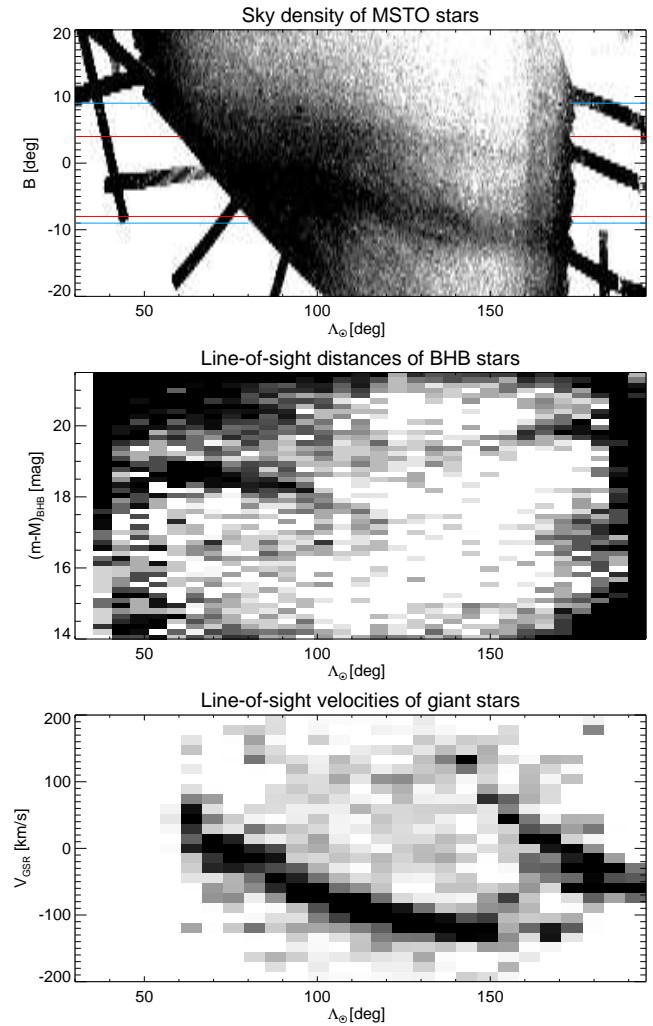 Sky density of MSTO stars
20
10
0
-10
-20
B [deg]
50 100 150
Λ☉[deg]
Line-of-sight distances of BHB stars
20
18
16
14
(m-M)BHB [mag]
50 100 150
Λ☉[deg]
Line-of-sight velocities of giant stars
200
100
0
-100
-200
VGSR [km/s]
50 100 150
Λ☉[deg]